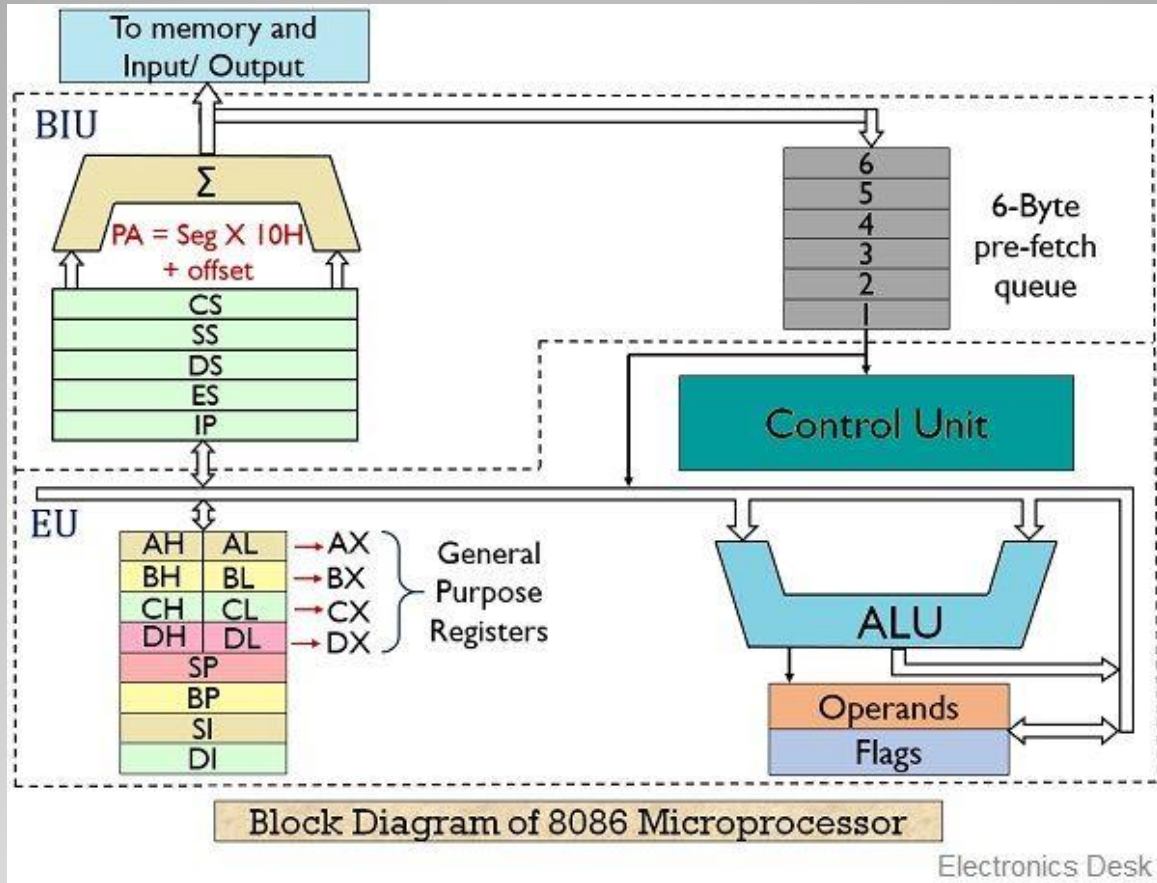 To memory and
Input/ Output
BIU
Σ
PA = Seg X 10H
+ offset
CS
SS
DS
ES
IP
6
5
4
3
2
1
6-Byte
pre-fetch
queue
Control Unit
EU
AH AL AX
BH BL BX
CH CL CX
DH DL DX
SP
BP
SI
DI
General
Purpose
Registers
ALU
Operands
Flags
Block Diagram of 8086 Microprocessor
Electronics Desk